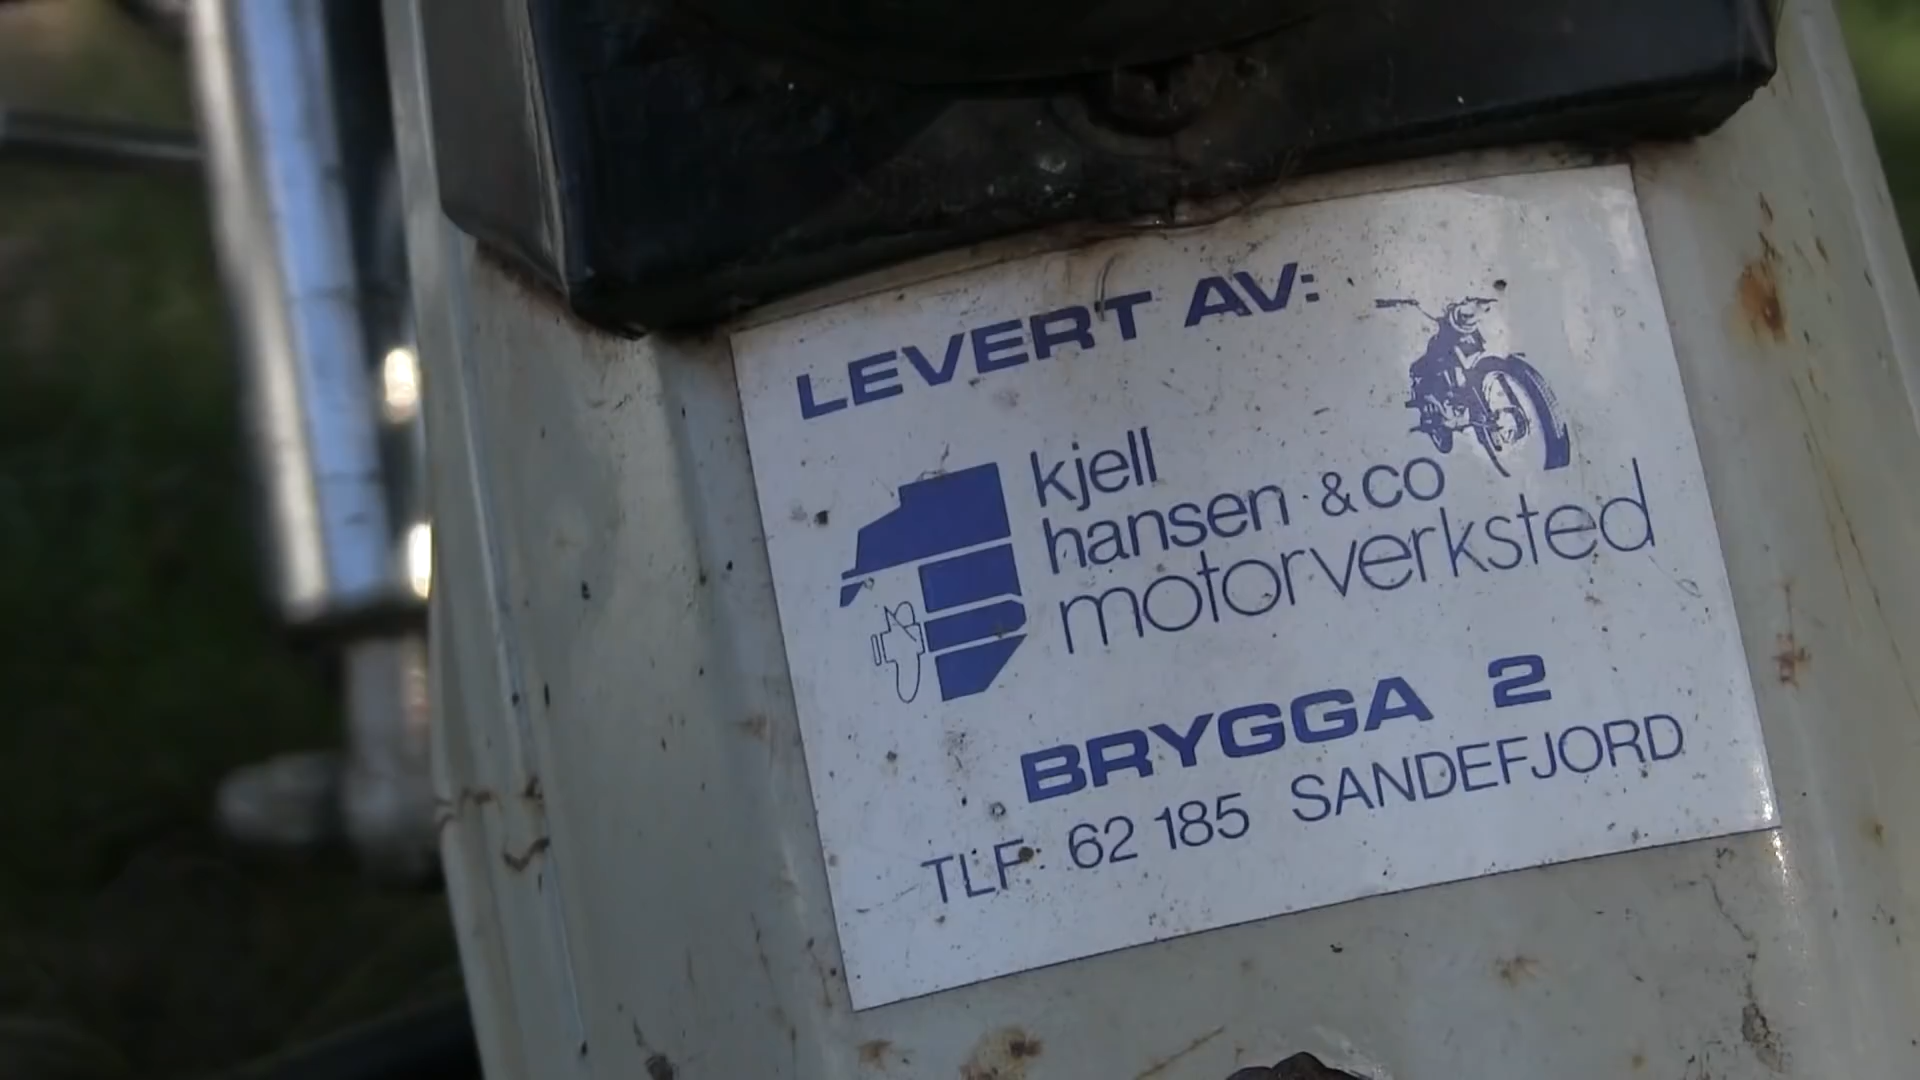 LEVERT AV:
kjell
hansen & co
motorverksted
BRYGGA 2
TLF: 62 185 SANDEFJORD